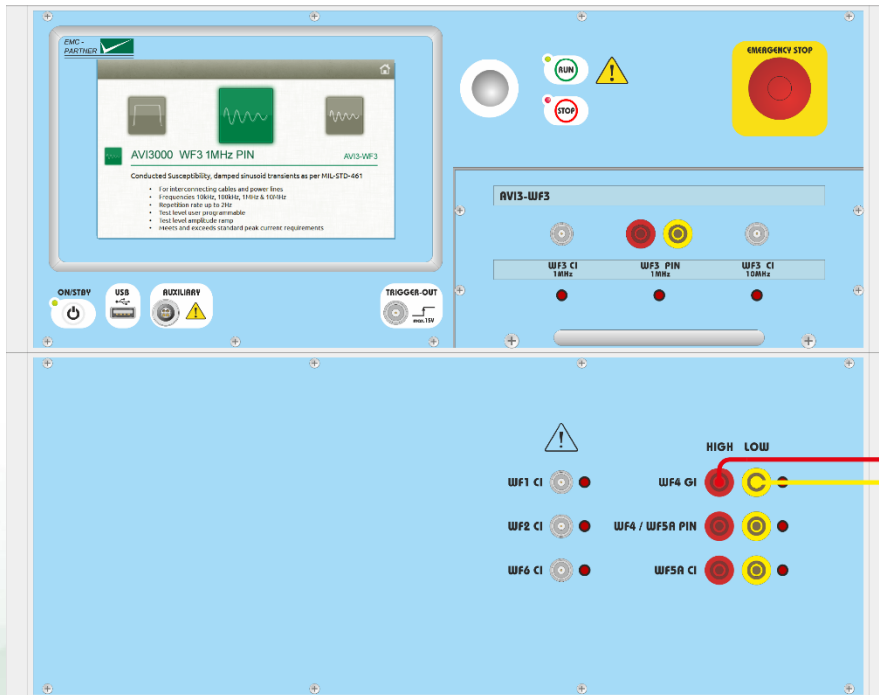 EMC -
PARTNER
AVI3000 WF3 1MHz PIN
AVI3-WF3
Conducted Susceptibility, damped sinusoid transients as per MIL-STD-461
• For interconnecting cables and power lines
• Frequencies 10kHz, 100kHz, 1MHz & 10MHz
• Repetition rate up to 2Hz
• Test level user programmable
• Test level amplitude ramp
• Meets and exceeds standard peak current requirements
ON/STBY
USB
AUXILIARY
TRIGGER-OUT
max. 15V
RUN
STOP
EMERGENCY STOP
AVI3-WF3
WF3 CI
1MHz
WF3 PIN
1MHz
WF3 CI
10MHz
HIGH LOW
WF1 CI
WF4 GI
WF2 CI
WF4 / WF5A PIN
WF6 CI
WF5A CI